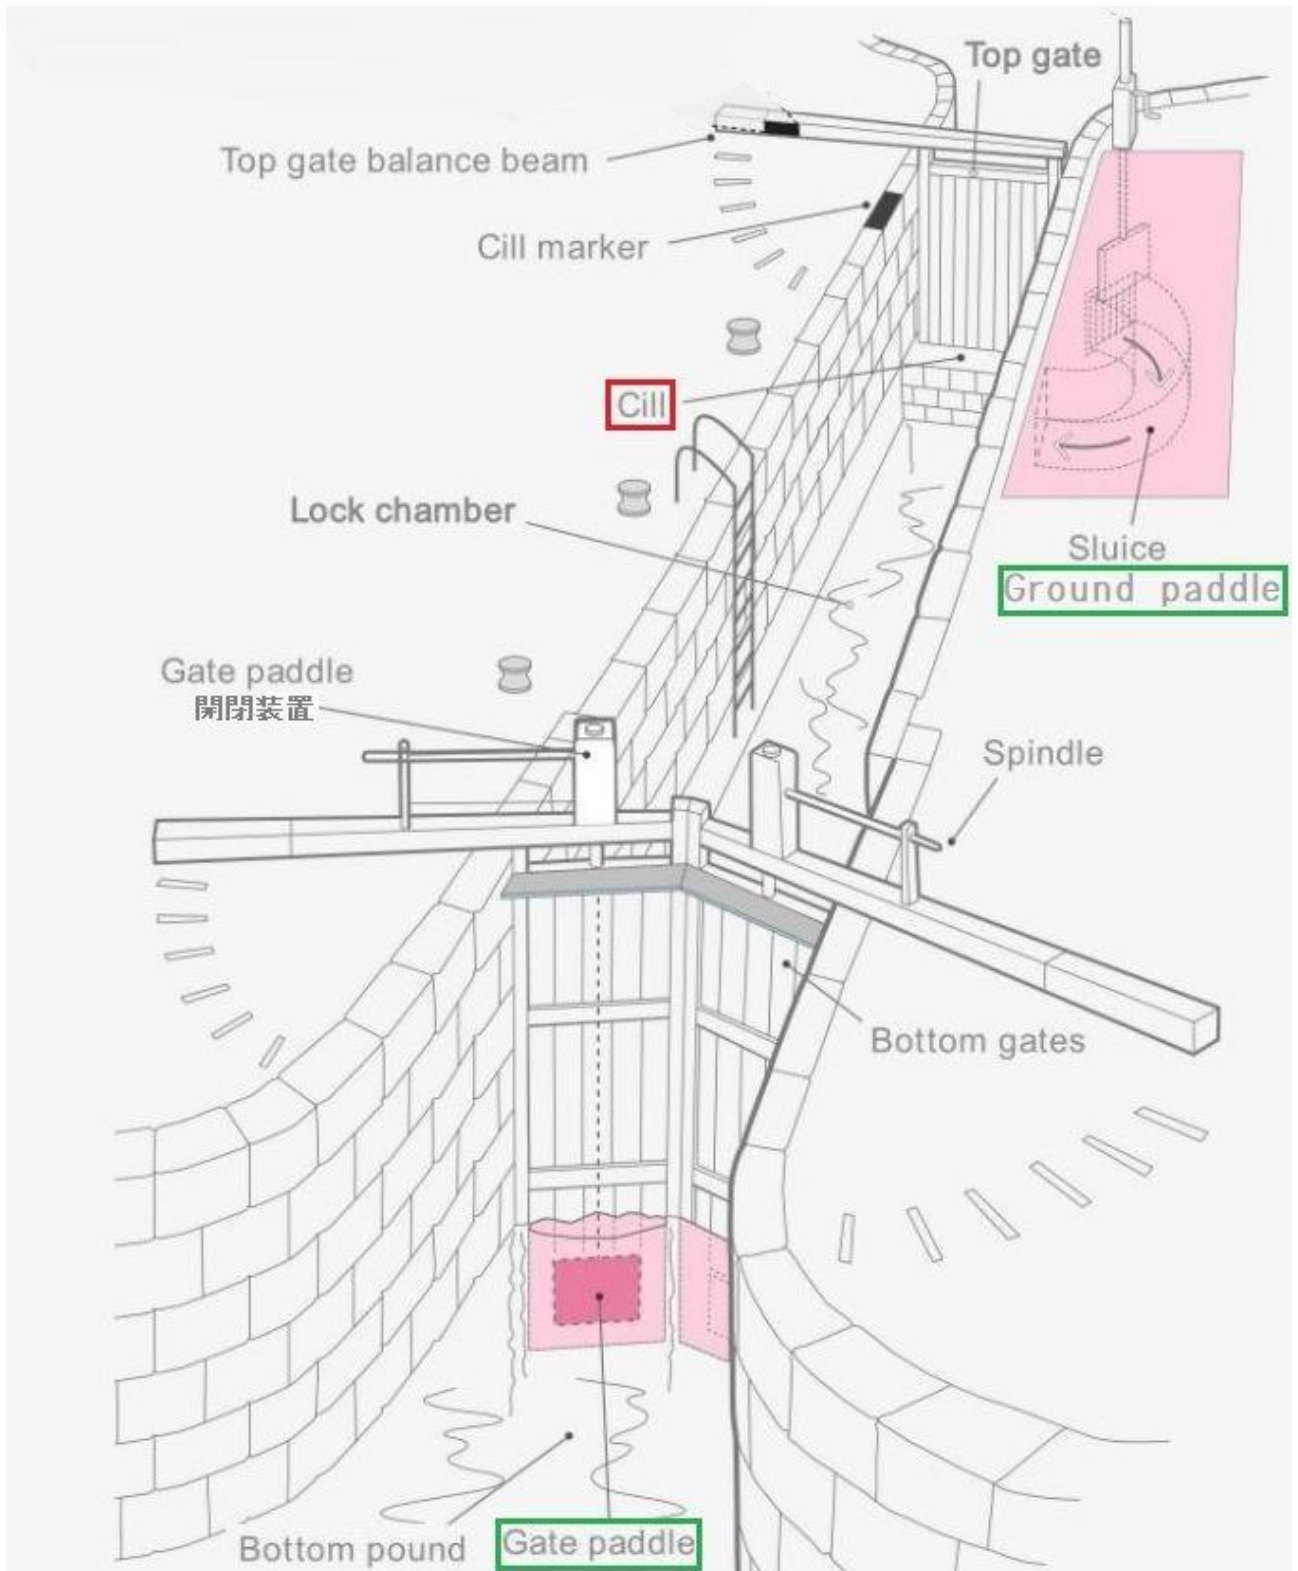 Top gate
Top gate balance beam
Cill marker
Cill
Lock chamber
Sluice
Ground paddle
Gate paddle
開閉装置
Spindle
Bottom gates
Bottom pound
Gate paddle